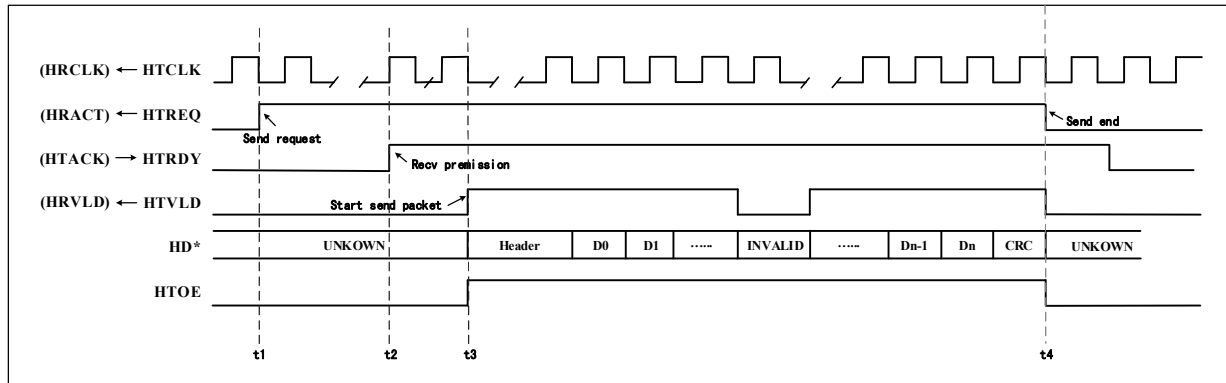 (HRCLK) ← HTCLK
(HRACT) ← HTREQ
Send request
Send end
(HTACK) → HTRDY
Recv premission
(HRVLD) ← HTVLD
Start send packet
HD* UNKOWN Header D0 D1 ······ INVALID ······ Dn-1 Dn CRC UNKOWN
HTOE
t1 t2 t3 t4